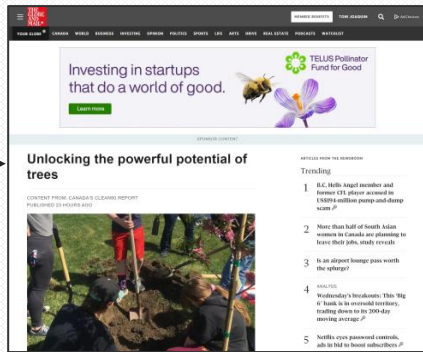 THE
GLOBE
AND
MAIL*
MEMBER BENEFITS
TOM JOAQUIM
YOUR GLOBE
CANADA
WORLD
BUSINESS
INVESTING
OPINION
POLITICS
SPORTS
LIFE
ARTS
DRIVE
REAL ESTATE
PODCASTS
WATCHLIST
Investing in startups
that do a world of good.
Learn more
TELUS Pollinator
Fund for Good
SPONSOR CONTENT
Unlocking the powerful potential of
trees
CONTENT FROM: CANADA'S CLEAN50 REPORT
PUBLISHED 23 HOURS AGO
ARTICLES FROM THE NEWSROOM
Trending
1
B.C. Hells Angel member and
former CFL player accused in
US$194-million pump-and-dump
scam
2
More than half of South Asian
women in Canada are planning to
leave their jobs, study reveals
3
Is an airport lounge pass worth
the splurge?
4
ANALYSIS
Wednesday's breakouts: This 'Big
6' bank is in oversold territory,
trading down to its 200-day
moving average
5
Netflix eyes password controls,
ads in bid to boost subscribers